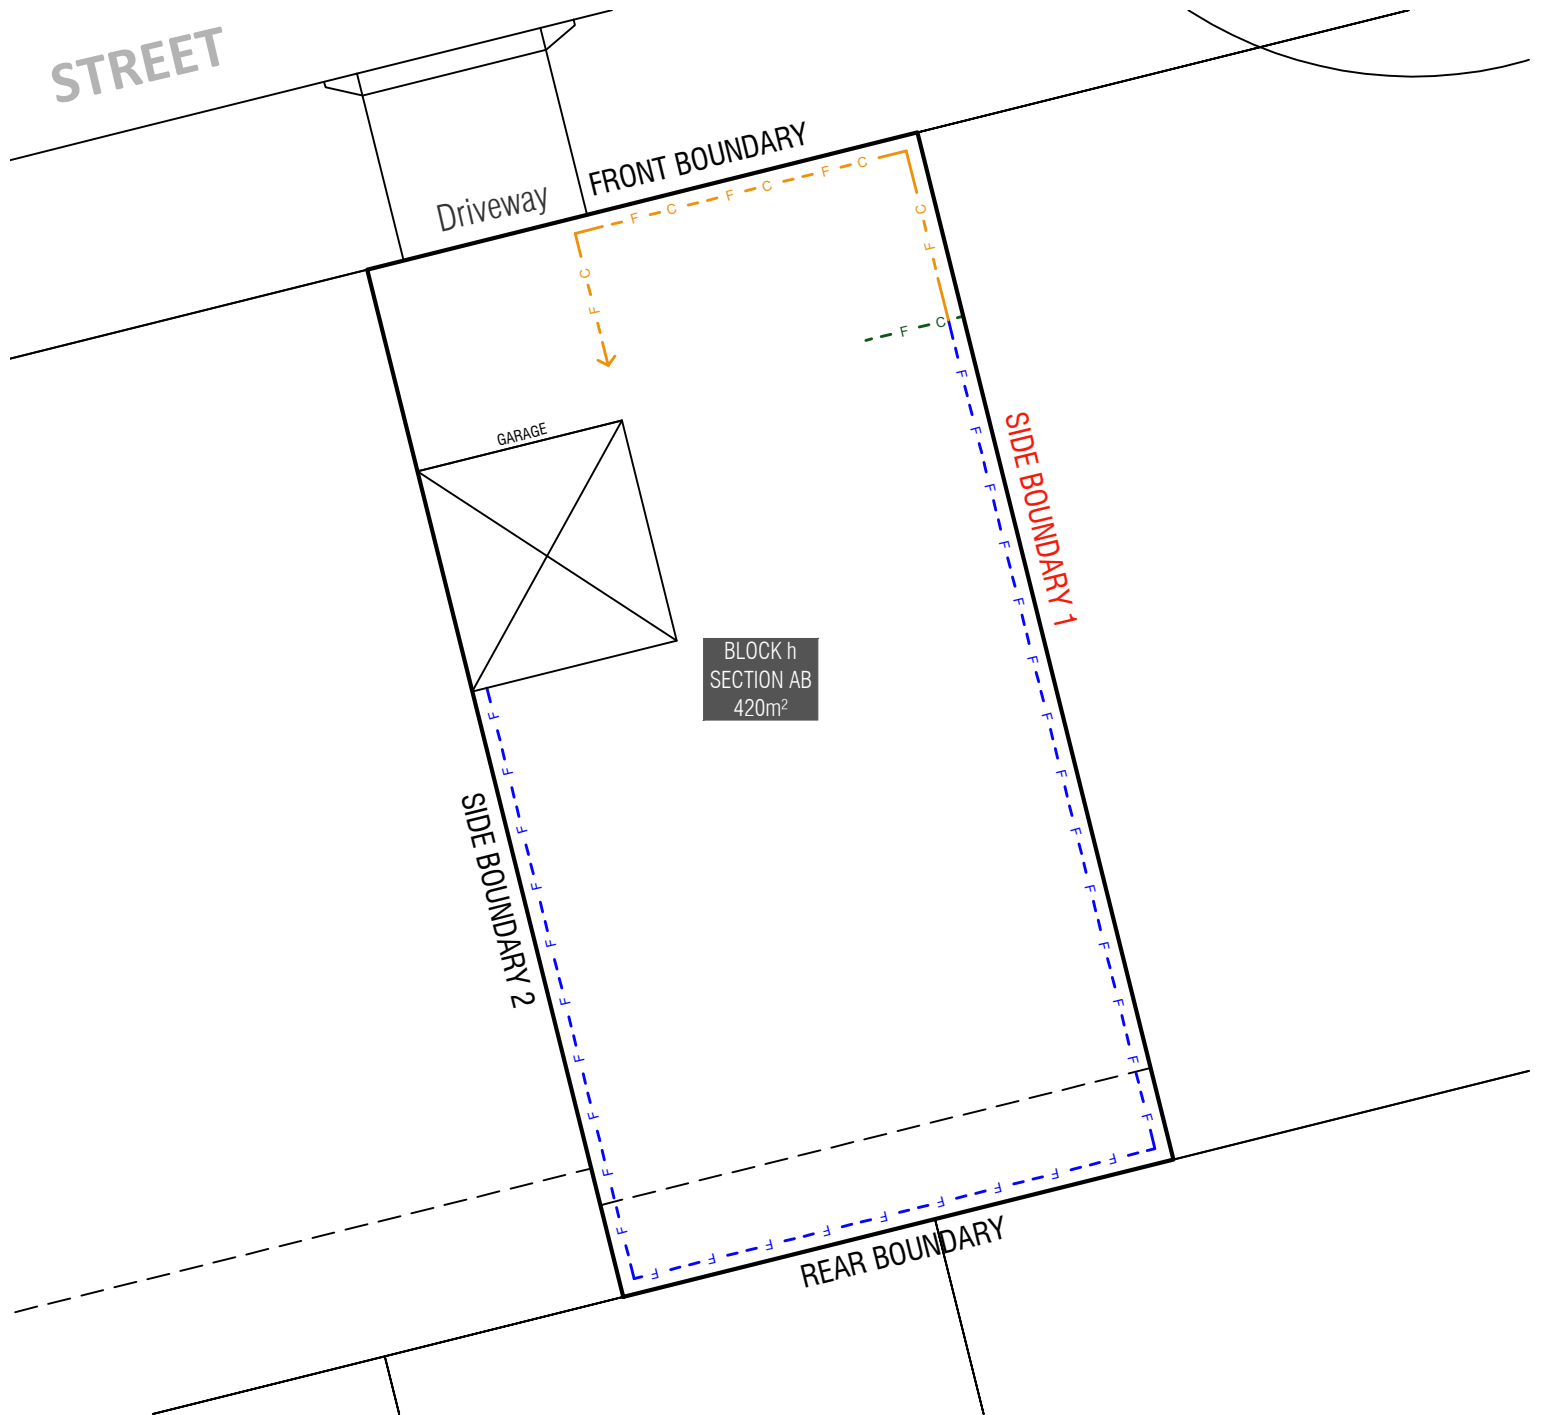 STREET
FRONT BOUNDARY
Driveway
F C F C F C
C F
C F
F C
GARAGE
SIDE BOUNDARY 1
F F F F F F F F F F F F F F
BLOCK h
SECTION AB
420m²
SIDE BOUNDARY 2
F F F F F F F F F F
F F F F F F F F F
REAR BOUNDARY